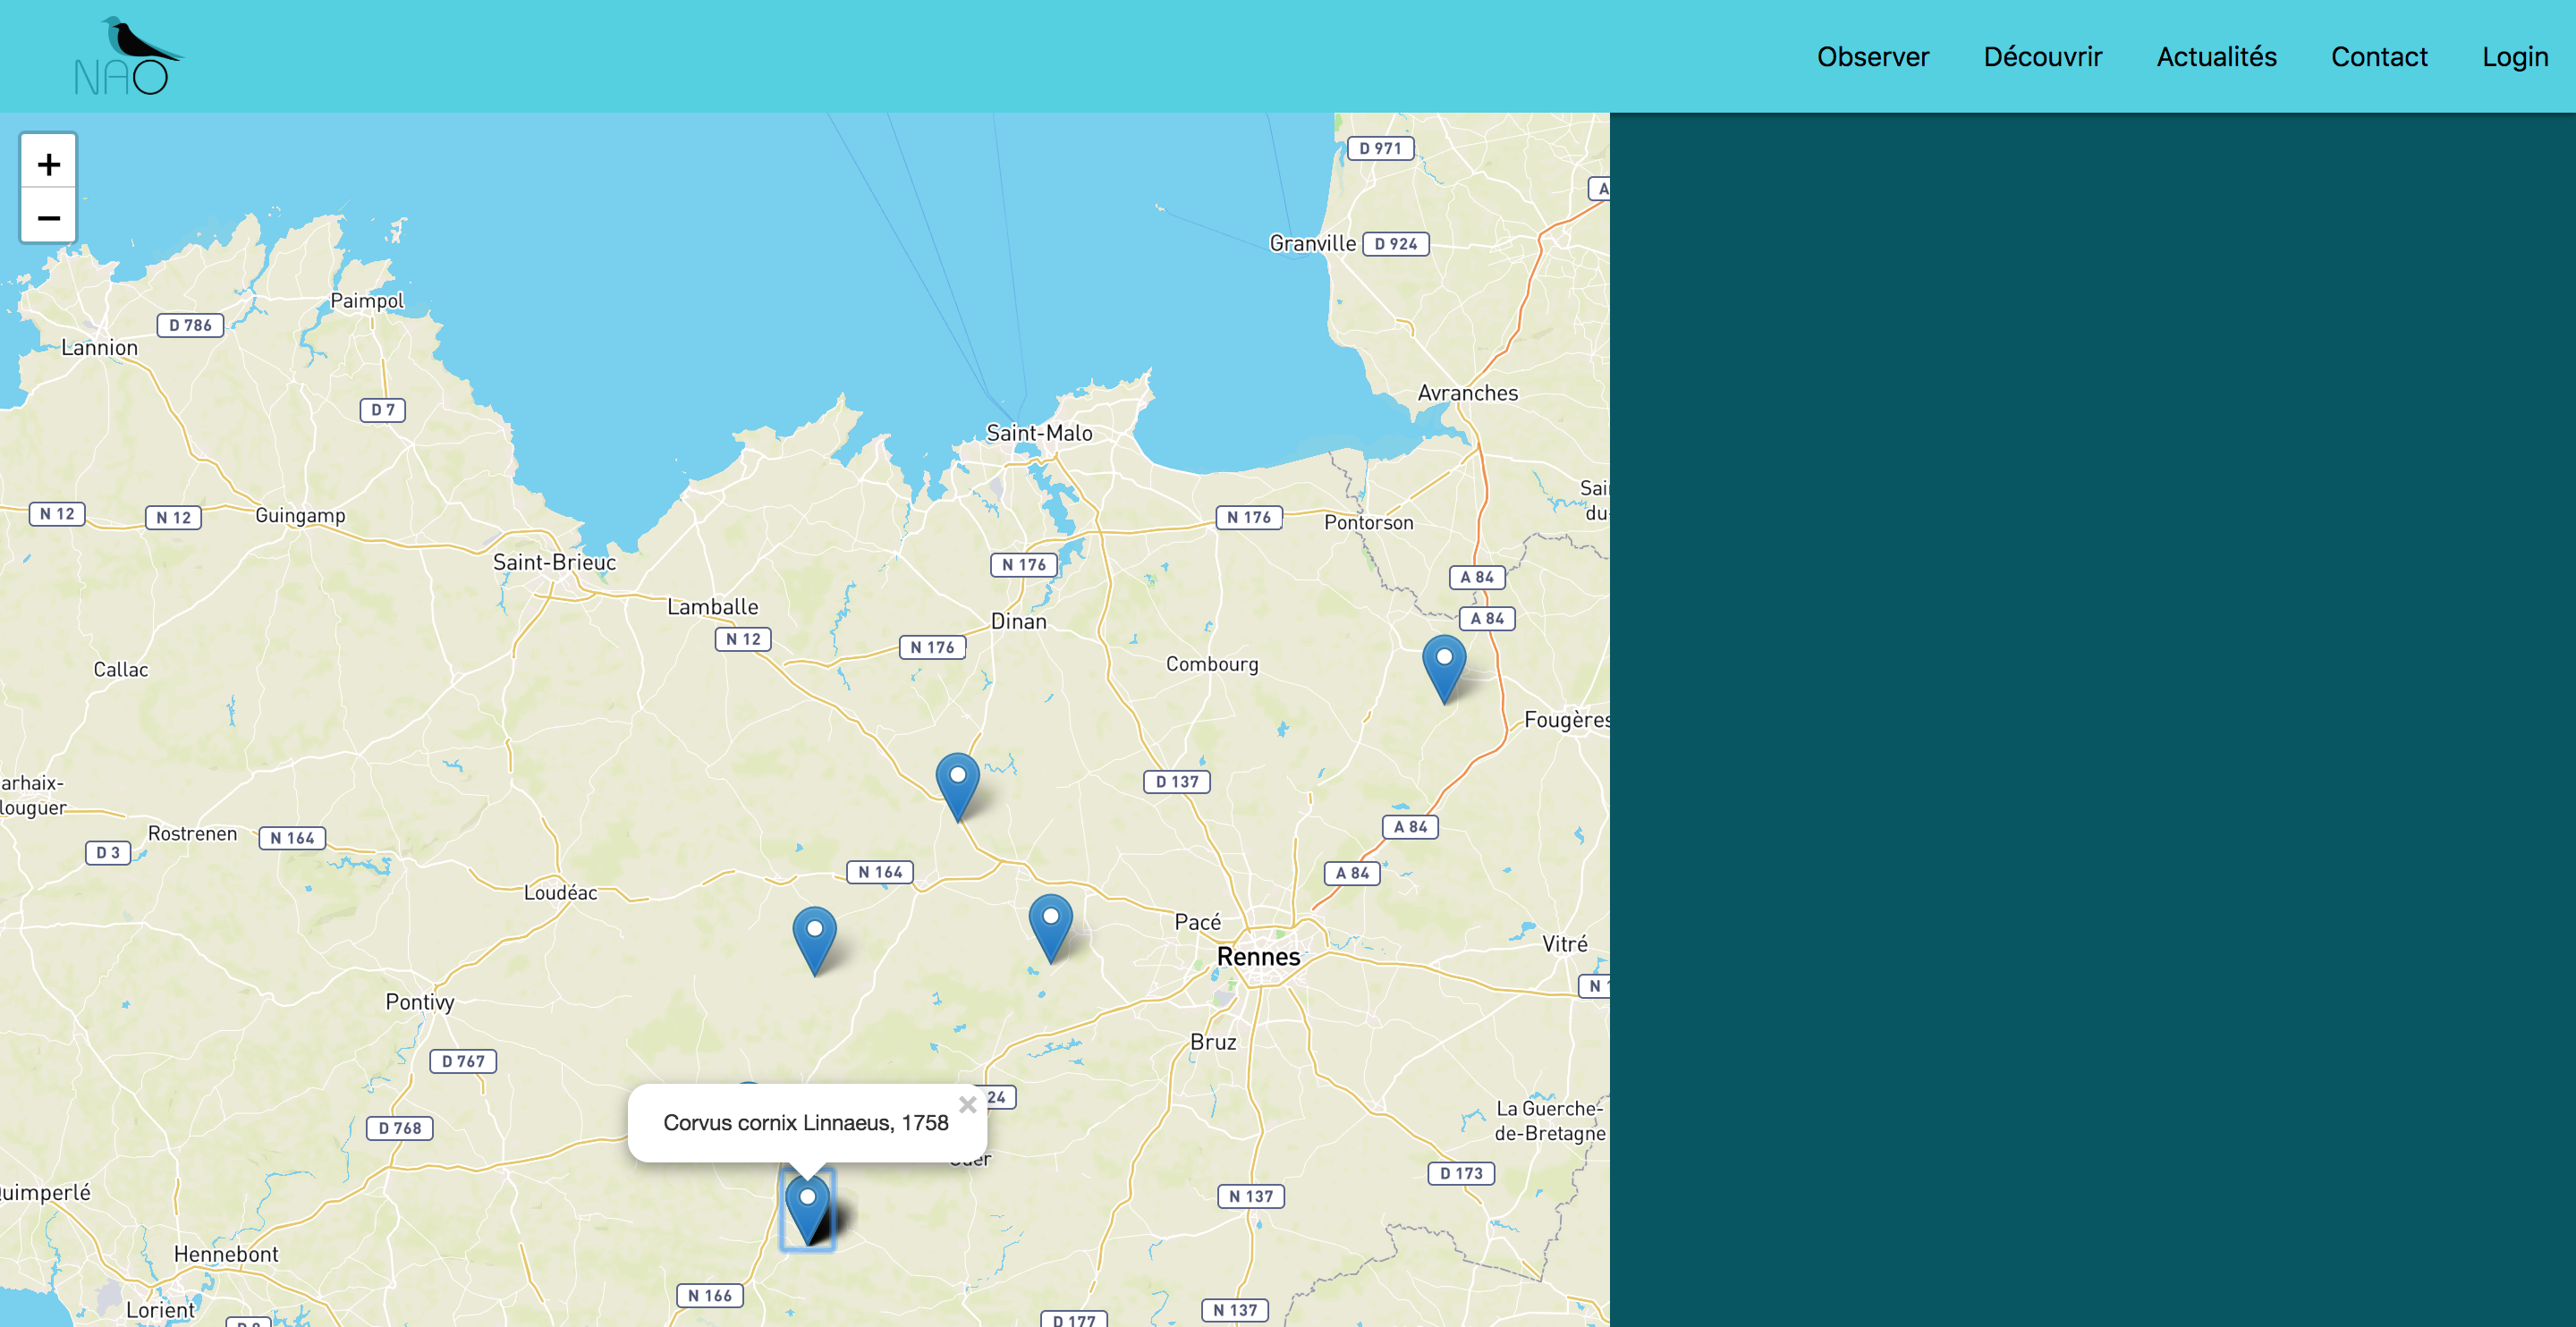 NAO
Observer Découvrir Actualités Contact Login
+
−
D 971
A
Granville D 924
Paimpol
D 786
Lannion
Avranches
D 7
Saint-Malo
Sai
du-
N 12 N 12 Guingamp N 176 Pontorson
Saint-Brieuc N 176
A 84
Lamballe
A 84
Dinan
N 12 N 176
Callac
Combourg
Fougères
arhaix-
louguer
D 137
A 84
Rostrenen N 164
D 3
N 164 A 84
Loudéac
Pacé
Vitré
Rennes
N 1
Pontivy
Bruz
D 767
24
La Guerche-
de-Bretagne
Corvus cornix Linnaeus, 1758 ×
D 768
D 173
uimperlé
N 137
Hennebont
N 166
Lorient
N 137
D 177